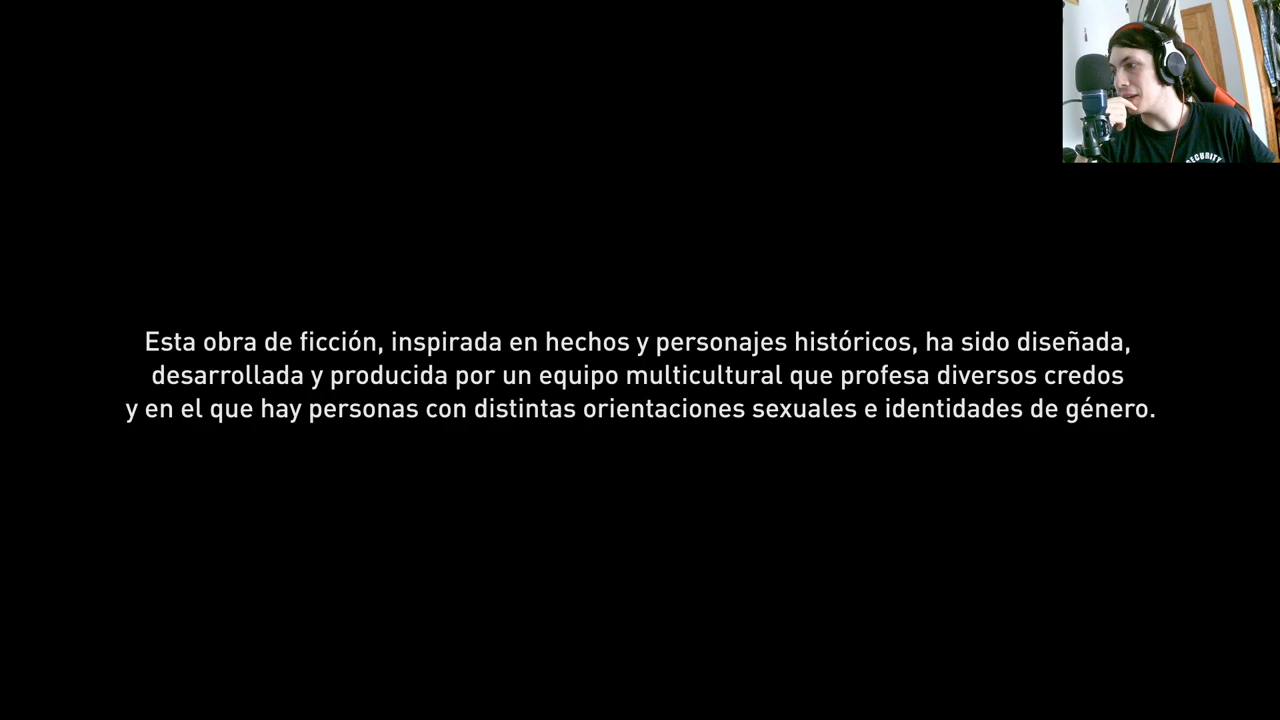 Esta obra de ficción, inspirada en hechos y personajes históricos, ha sido diseñada,
desarrollada y producida por un equipo multicultural que profesa diversos credos
y en el que hay personas con distintas orientaciones sexuales e identidades de género.
SECURITY